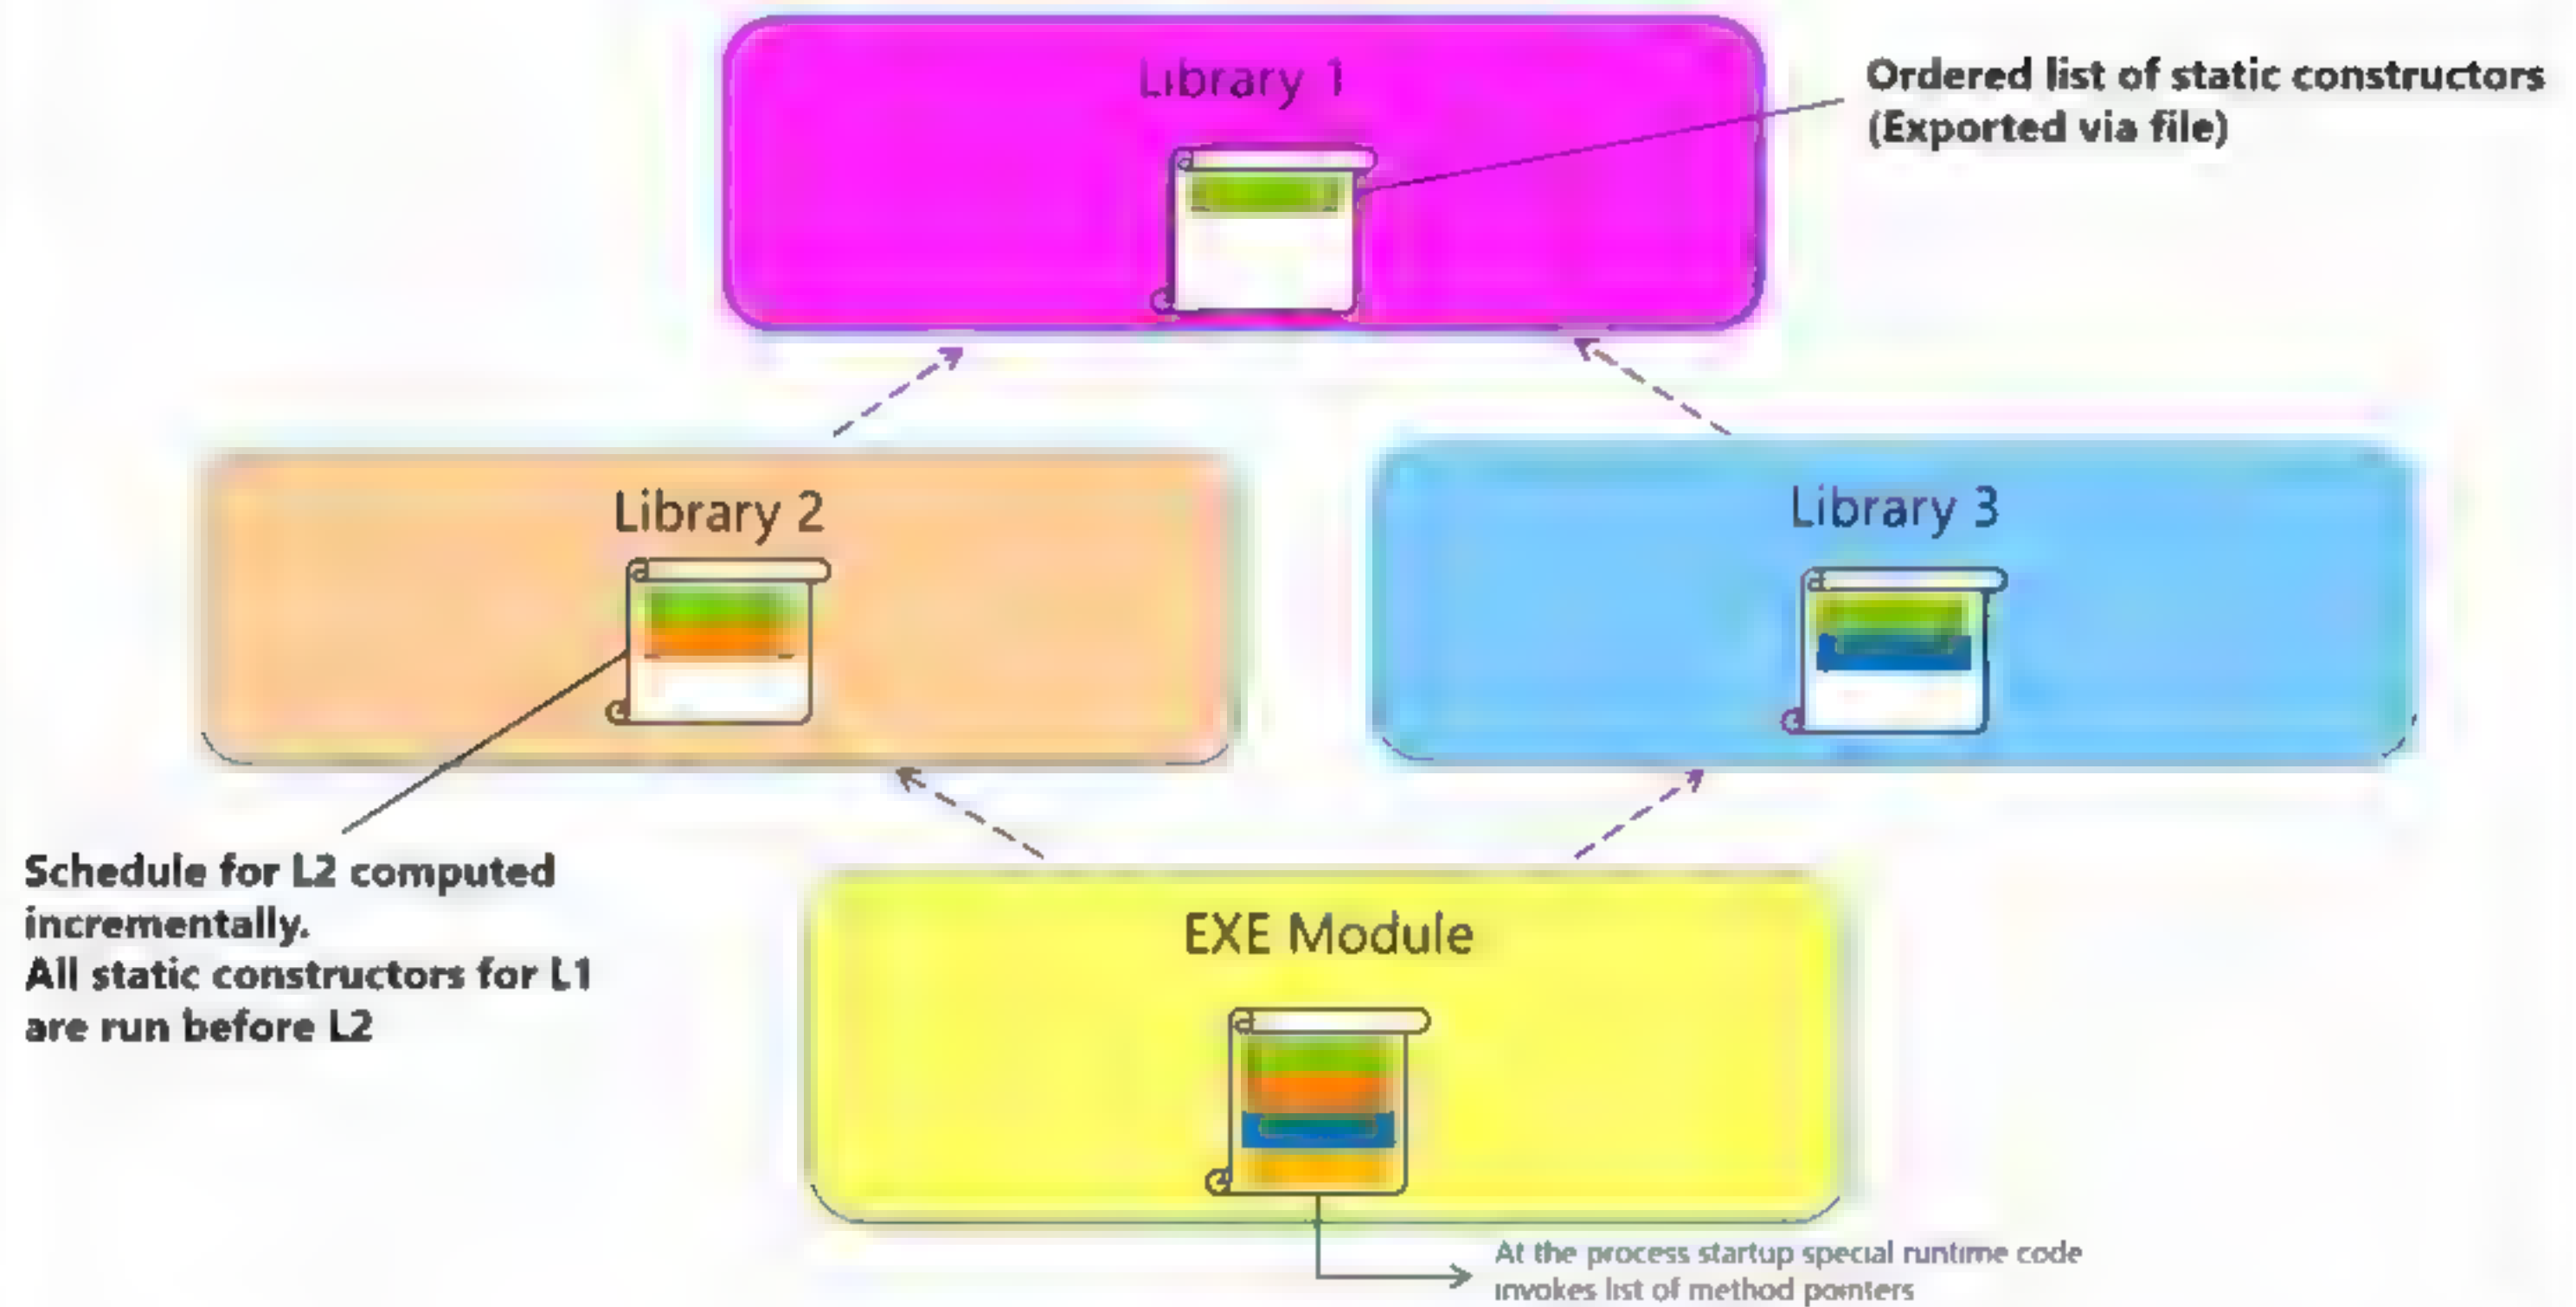 Library 1
Ordered list of static constructors
(Exported via file)
Library 2
Library 3
Schedule for L2 computed
incrementally.
All static constructors for L1
are run before L2
EXE Module
At the process startup special runtime code
invokes list of method pointers